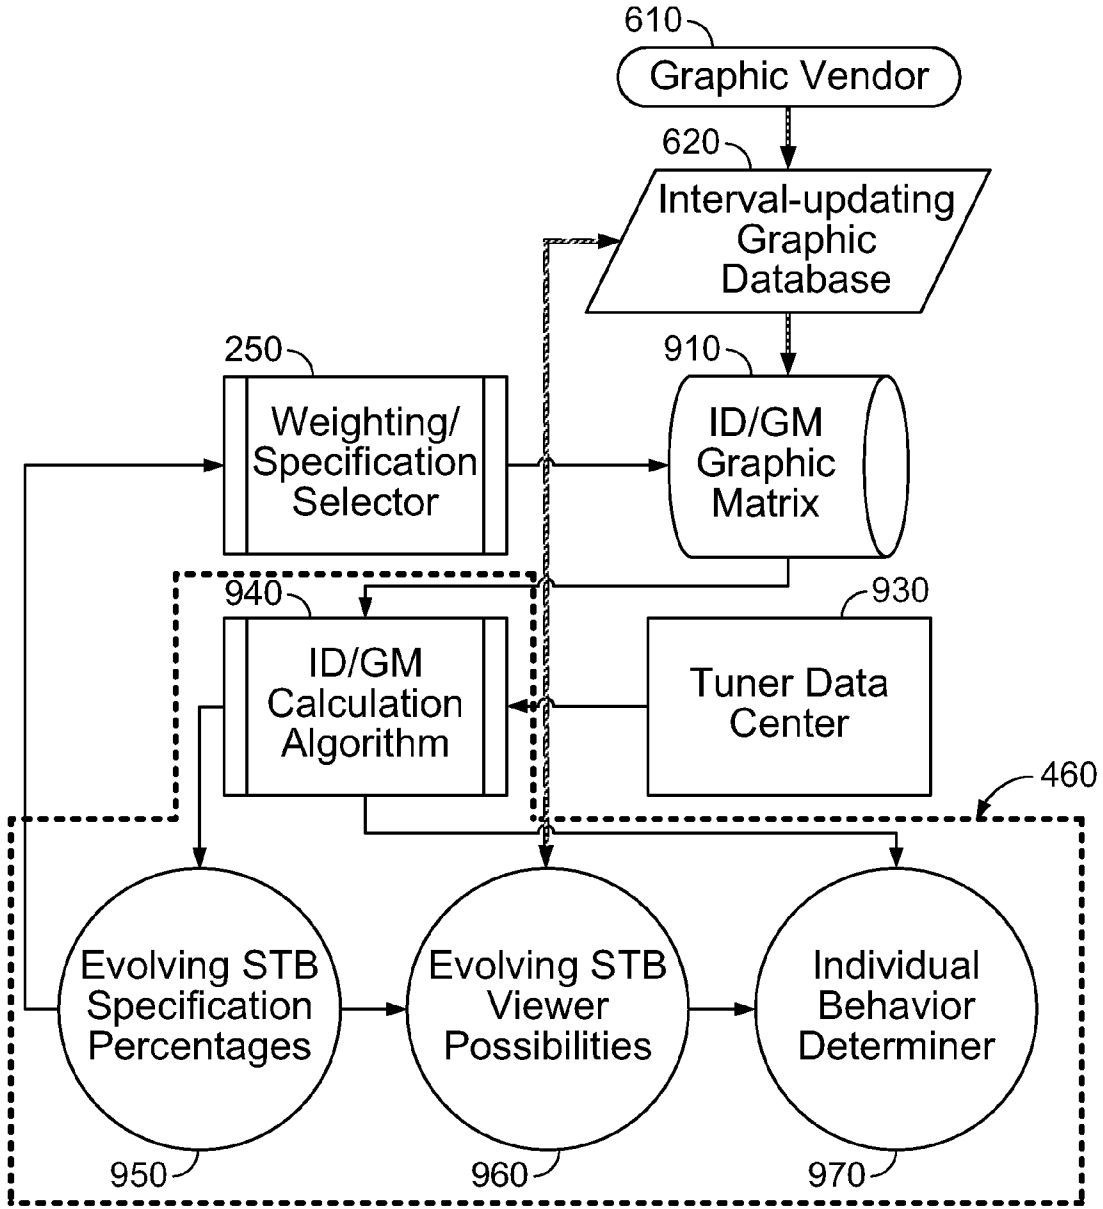 610
Graphic Vendor
620
Interval-updating
Graphic
Database
250
Weighting/
Specification
Selector
910
ID/GM
Graphic
Matrix
940
ID/GM
Calculation
Algorithm
930
Tuner Data
Center
460
Evolving STB
Specification
Percentages
950
Evolving STB
Viewer
Possibilities
960
Individual
Behavior
Determiner
970